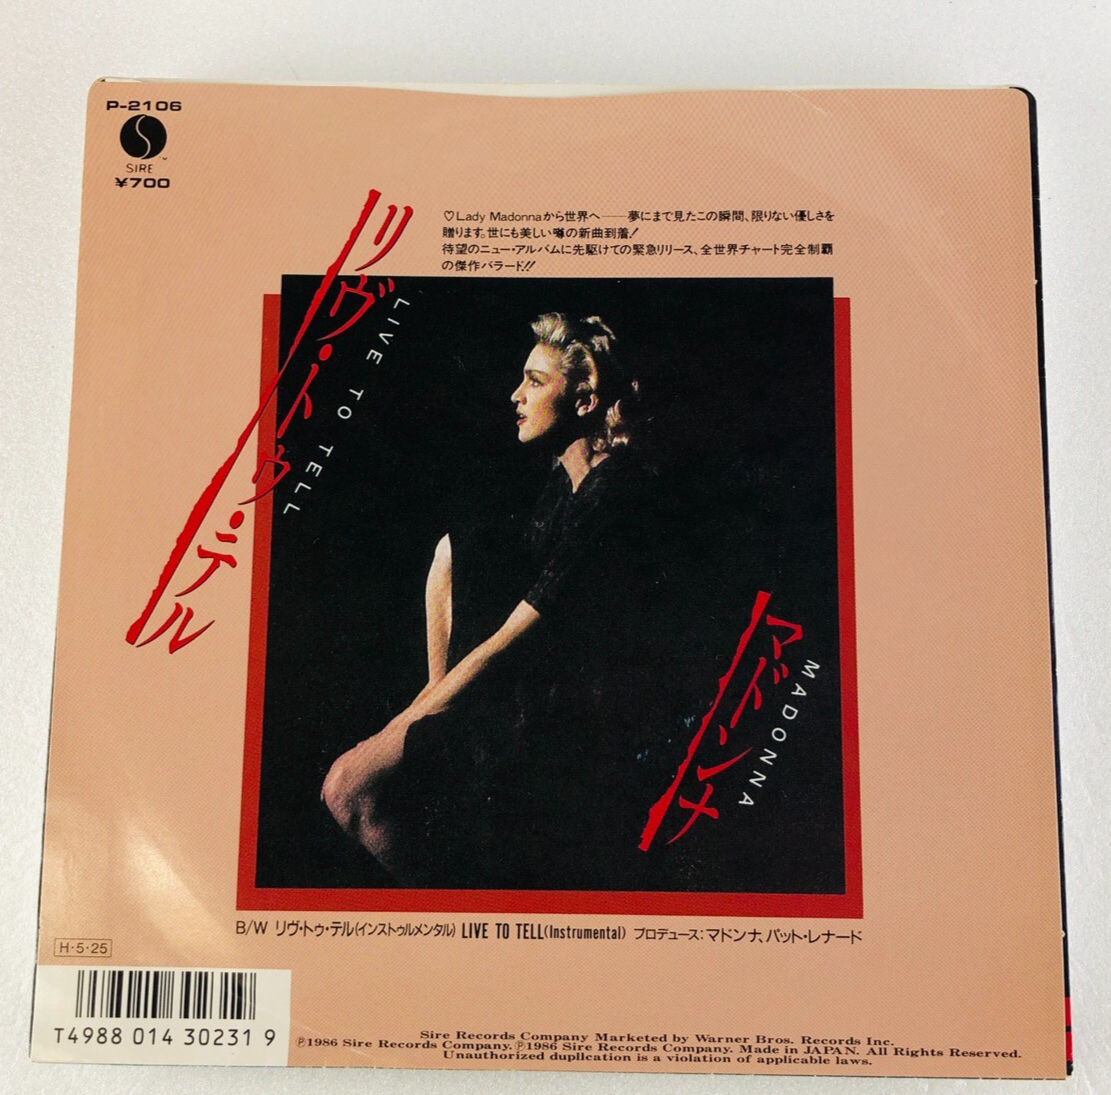 P-2106
SIRE
¥700
♡Lady Madonnaから世界へ——夢にまで見たこの瞬間、限りない優しさを
贈ります。世にも美しい噂の新曲到着!
待望のニュー・アルバムに先駆けての緊急リリース、全世界チャート完全制覇
の傑作バラード!!
リヴ・トゥ・テル
LIVE TO TELL
マドンナ
MADONNA
B/W リヴ・トゥ・テル(インストゥルメンタル) LIVE TO TELL(Instrumental) プロデュース:マドンナ、パット・レナード
H·5·25
T4988 014 30231 9
Sire Records Company Marketed by Warner Bros. Records Inc.
℗1986 Sire Records Company. ℗1986 Sire Records Company. Made in JAPAN. All Rights Reserved.
Unauthorized duplication is a violation of applicable laws.